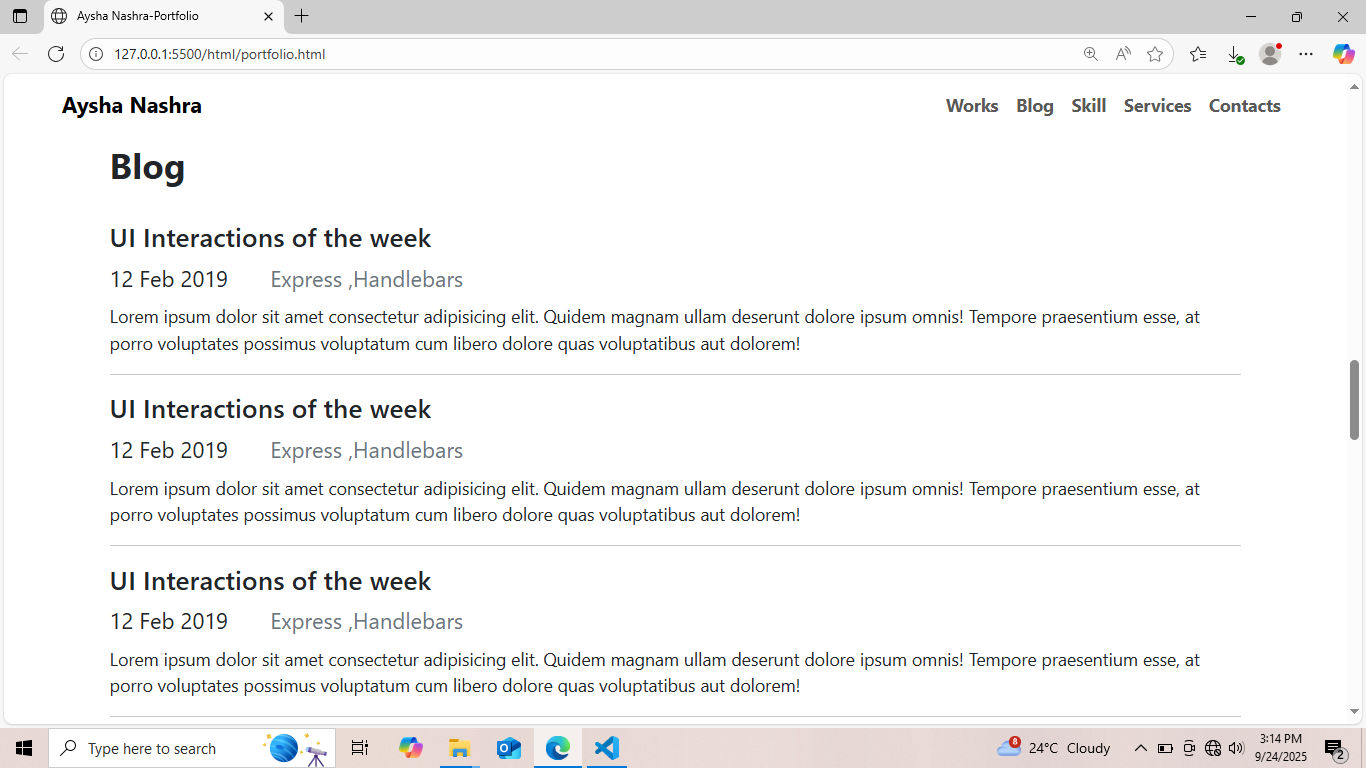 Aysha Nashra-Portfolio
127.0.0.1:5500/html/portfolio.html
Aysha Nashra
Works Blog Skill Services Contacts
Blog
UI Interactions of the week
12 Feb 2019 Express ,Handlebars
Lorem ipsum dolor sit amet consectetur adipisicing elit. Quidem magnam ullam deserunt dolore ipsum omnis! Tempore praesentium esse, at
porro voluptates possimus voluptatum cum libero dolore quas voluptatibus aut dolorem!
UI Interactions of the week
12 Feb 2019 Express ,Handlebars
Lorem ipsum dolor sit amet consectetur adipisicing elit. Quidem magnam ullam deserunt dolore ipsum omnis! Tempore praesentium esse, at
porro voluptates possimus voluptatum cum libero dolore quas voluptatibus aut dolorem!
UI Interactions of the week
12 Feb 2019 Express ,Handlebars
Lorem ipsum dolor sit amet consectetur adipisicing elit. Quidem magnam ullam deserunt dolore ipsum omnis! Tempore praesentium esse, at
porro voluptates possimus voluptatum cum libero dolore quas voluptatibus aut dolorem!
Type here to search
8
24°C Cloudy
3:14 PM
9/24/2025
2